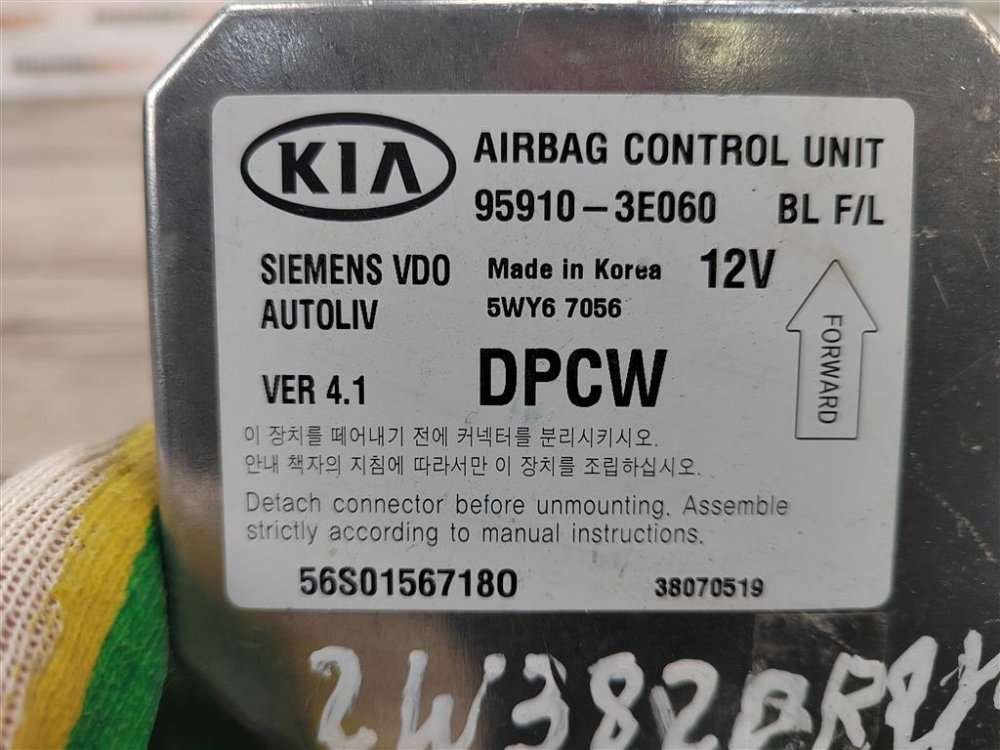 KIA
AIRBAG CONTROL UNIT
95910-3E060 BL F/L
SIEMENS VDO
AUTOLIV
Made in Korea
5WY6 7056
12V
FORWARD
VER 4.1
DPCW
이 장치를 떼어내기 전에 커넥터를 분리시키시오.
안내 책자의 지침에 따라서만 이 장치를 조립하십시오.
Detach connector before unmounting. Assemble
strictly according to manual instructions.
56S01567180
38070519